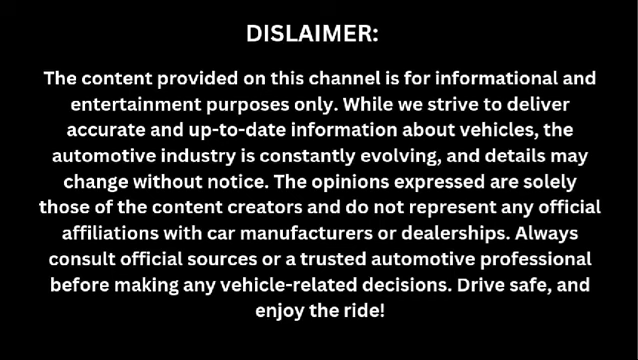 DISLAIMER:
The content provided on this channel is for informational and
entertainment purposes only. While we strive to deliver
accurate and up-to-date information about vehicles, the
automotive industry is constantly evolving, and details may
change without notice. The opinions expressed are solely
those of the content creators and do not represent any official
affiliations with car manufacturers or dealerships. Always
consult official sources or a trusted automotive professional
before making any vehicle-related decisions. Drive safe, and
enjoy the ride!